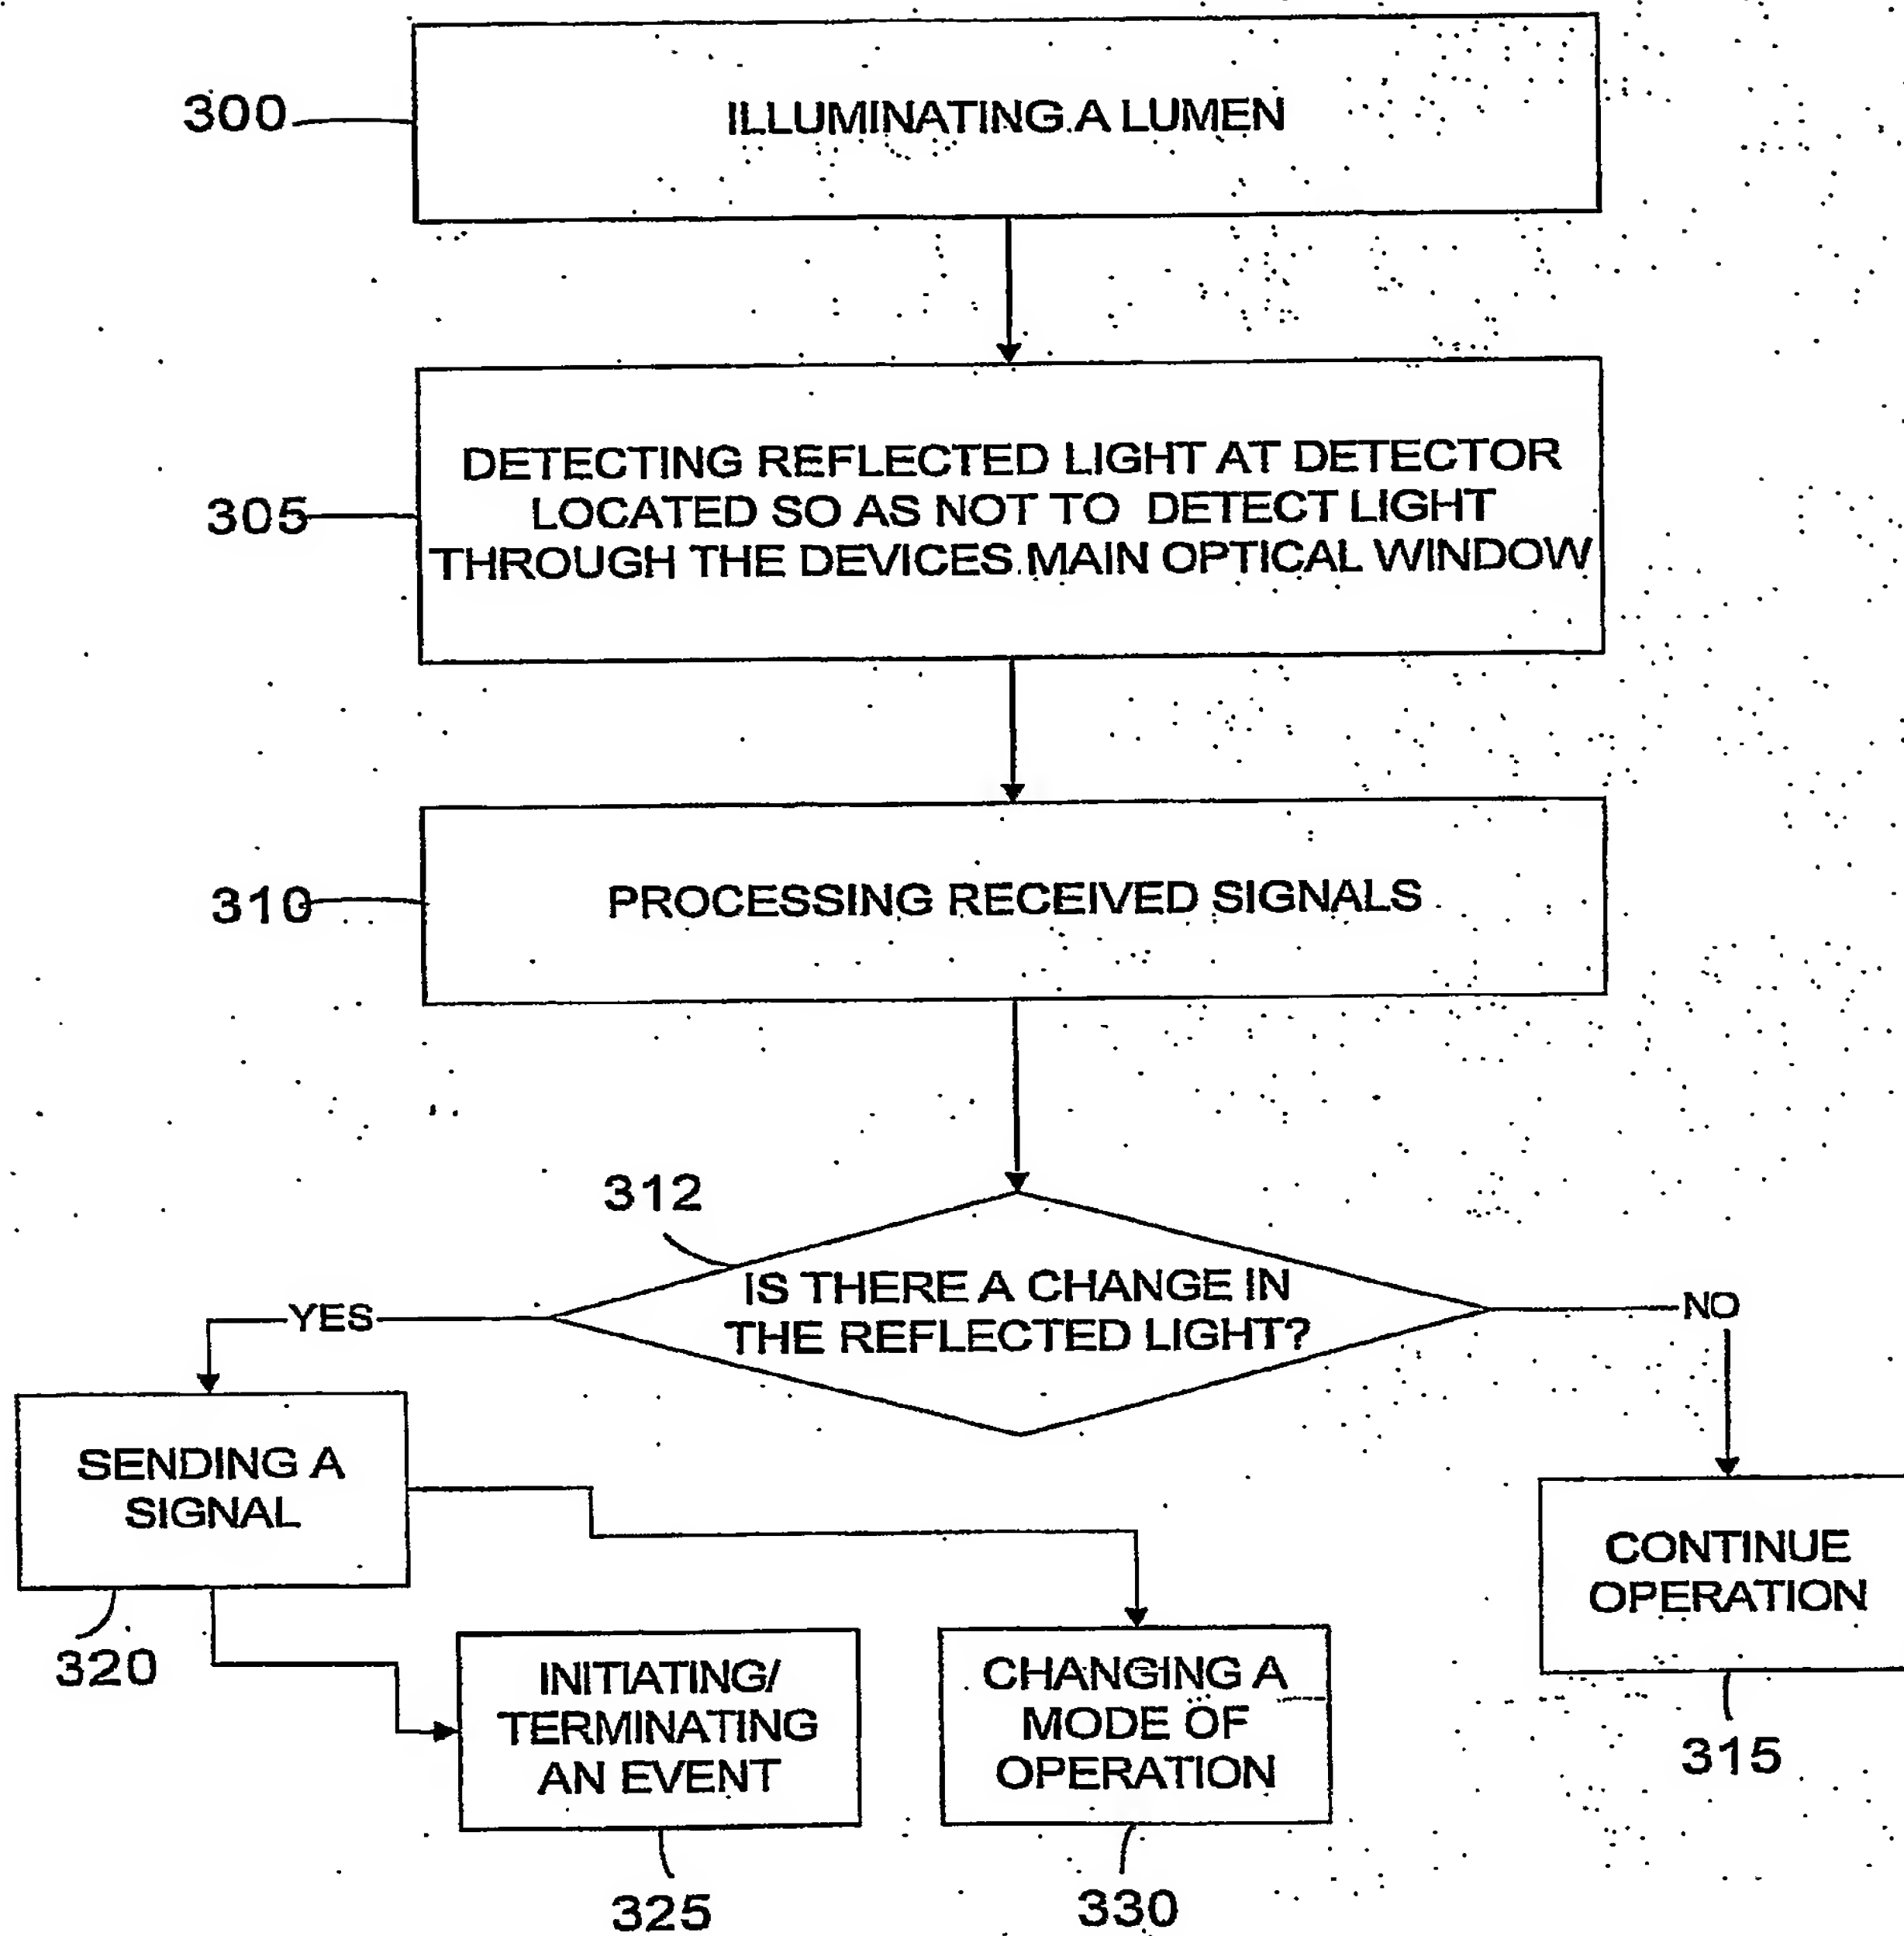 300
ILLUMINATING A LUMEN
305
DETECTING REFLECTED LIGHT AT DETECTOR
LOCATED SO AS NOT TO DETECT LIGHT
THROUGH THE DEVICES MAIN OPTICAL WINDOW
310
PROCESSING RECEIVED SIGNALS
312
IS THERE A CHANGE IN
THE REFLECTED LIGHT?
YES
NO
SENDING A
SIGNAL
320
CONTINUE
OPERATION
315
INITIATING/
TERMINATING
AN EVENT
325
CHANGING A
MODE OF
OPERATION
330